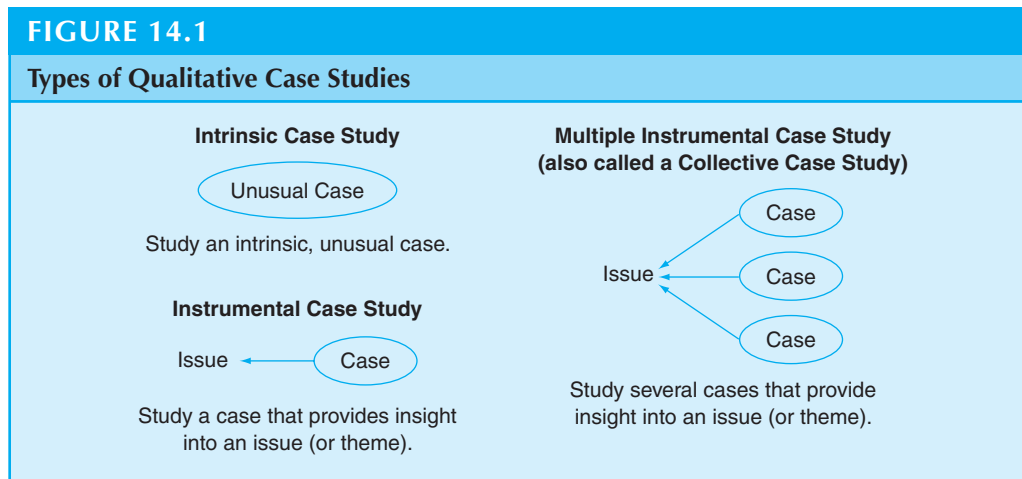 FIGURE 14.1
Types of Qualitative Case Studies
Intrinsic Case Study
Unusual Case
Study an intrinsic, unusual case.
Instrumental Case Study
Issue
Case
Study a case that provides insight
into an issue (or theme).
Multiple Instrumental Case Study
(also called a Collective Case Study)
Case
Issue
Case
Case
Study several cases that provide
insight into an issue (or theme).